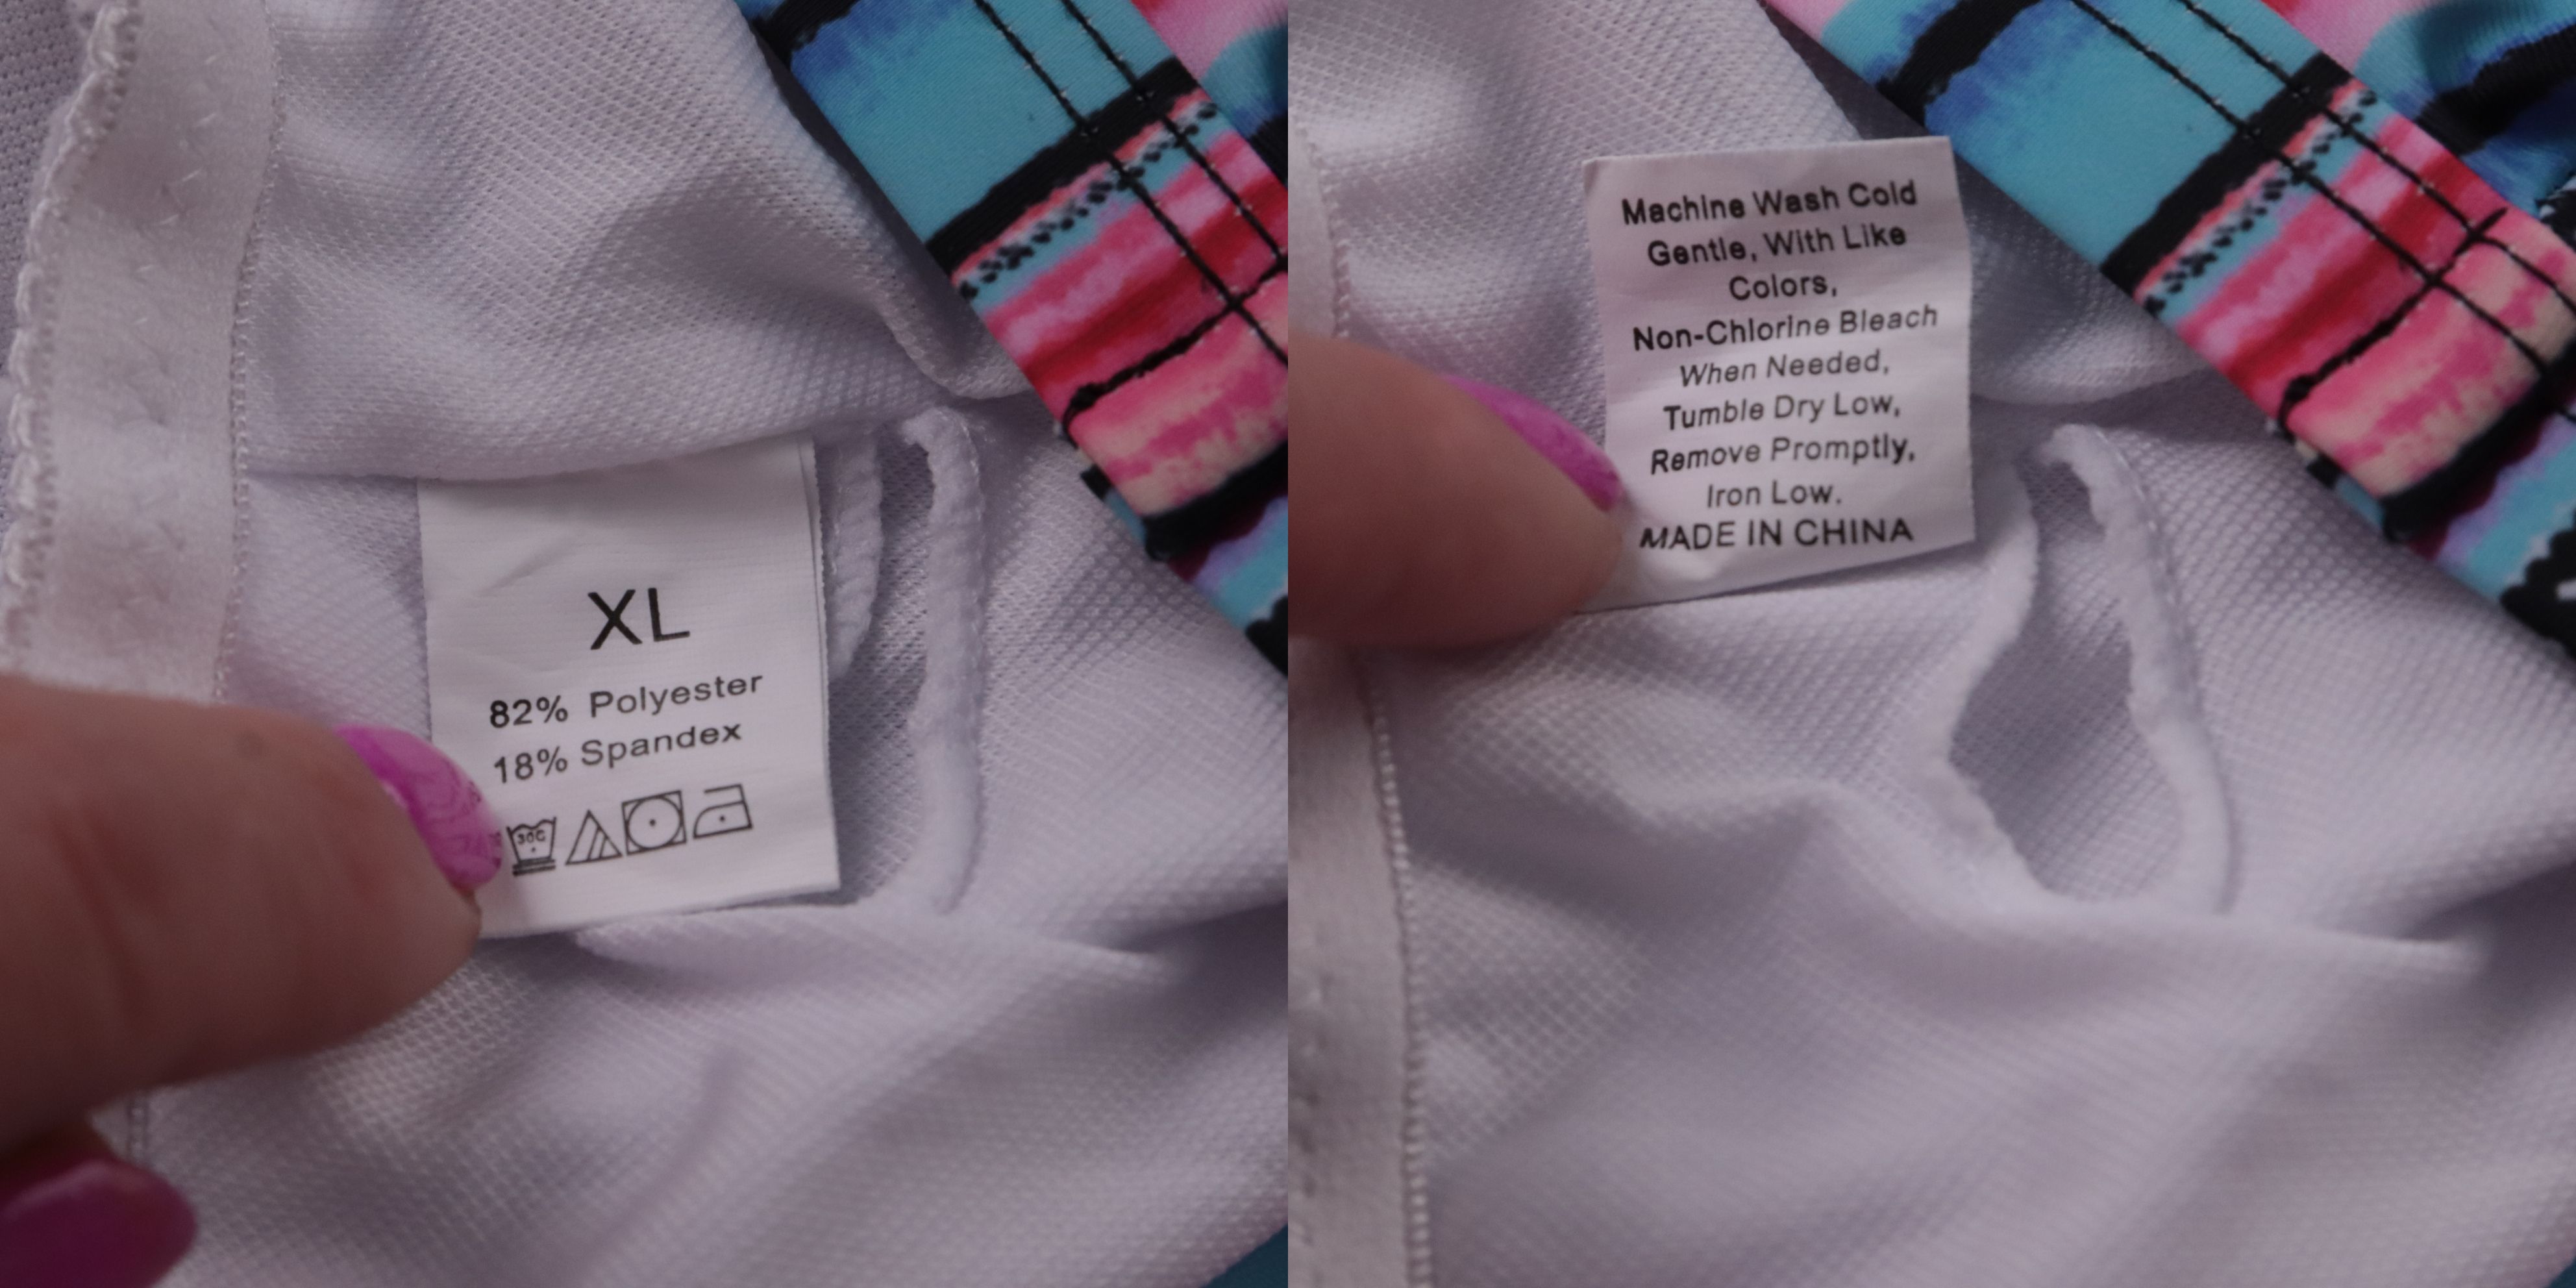 XL
82% Polyester
18% Spandex
30C
Machine Wash Cold
Gentle, With Like
Colors,
Non-Chlorine Bleach
When Needed,
Tumble Dry Low,
Remove Promptly,
Iron Low.
MADE IN CHINA